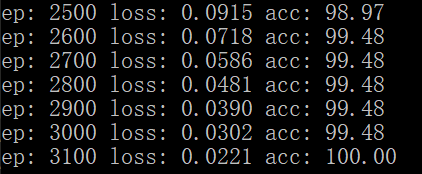 ep: 2500 loss: 0.0915 acc: 98.97
ep: 2600 loss: 0.0718 acc: 99.48
ep: 2700 loss: 0.0586 acc: 99.48
ep: 2800 loss: 0.0481 acc: 99.48
ep: 2900 loss: 0.0390 acc: 99.48
ep: 3000 loss: 0.0302 acc: 99.48
ep: 3100 loss: 0.0221 acc: 100.00